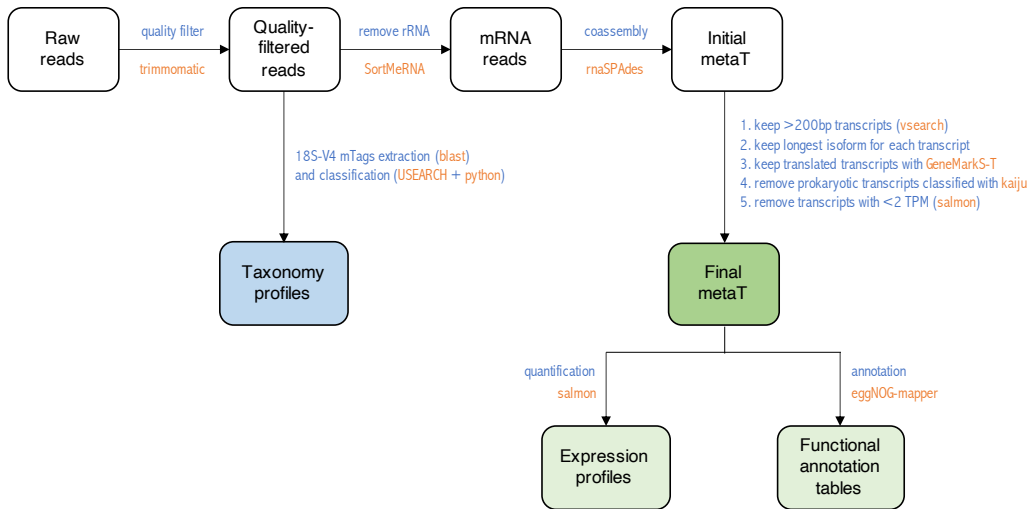 Raw
reads
quality filter
trimmomatic
Quality-
filtered
reads
remove rRNA
SortMeRNA
mRNA
reads
coassembly
rnaSPAdes
Initial
metaT
18S-V4 mTags extraction (blast)
and classification (USEARCH + python)
1. keep >200bp transcripts (vsearch)
2. keep longest isoform for each transcript
3. keep translated transcripts with GeneMarkS-T
4. remove prokaryotic transcripts classified with kaiju
5. remove transcripts with <2 TPM (salmon)
Taxonomy
profiles
Final
metaT
quantification
salmon
annotation
eggNOG-mapper
Expression
profiles
Functional
annotation
tables